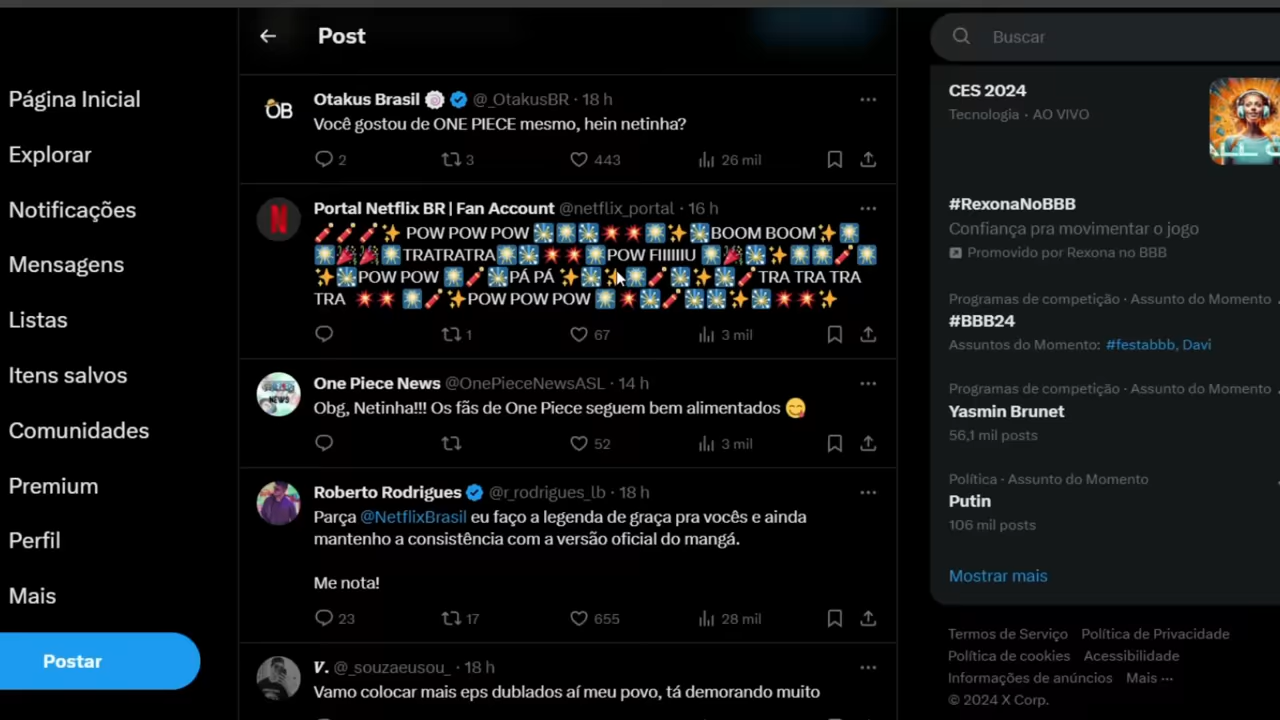 Página Inicial
Explorar
Notificações
Mensagens
Listas
Itens salvos
Comunidades
Premium
Perfil
Mais
Postar
Post
OB
Otakus Brasil 🍥 @_OtakusBR · 18 h
Você gostou de ONE PIECE mesmo, hein netinha?
2 3 443 26 mil
N
Portal Netflix BR | Fan Account @netflix_portal · 16 h
🧨🧨🧨✨ POW POW POW 🎇🎆🎇💥💥🎆✨🎇BOOM BOOM✨🎆
🎆🎉🎉🎇TRATRATRA🎇🎆💥💥🎆POW FIIIIIIU 🎆🎉🎇✨🎇🎆🧨🎆
✨🎇POW POW 🎆🧨🎇PÁ PÁ ✨🎇✨🎆🧨🎇✨🎇🧨TRA TRA TRA
TRA 💥💥🎆🧨✨POW POW POW 🎆💥🎇🧨🎇🎇✨🎇💥💥✨
1 67 3 mil
NEWS
One Piece News @OnePieceNewsASL · 14 h
Obg, Netinha!!! Os fãs de One Piece seguem bem alimentados 😋
52 3 mil
Roberto Rodrigues @r_rodrigues_lb · 18 h
Parça @NetflixBrasil eu faço a legenda de graça pra vocês e ainda
mantenho a consistência com a versão oficial do mangá.
Me nota!
23 17 655 28 mil
V. @_souzaeusou_ · 18 h
Vamo colocar mais eps dublados aí meu povo, tá demorando muito
Buscar
CES 2024
Tecnologia · AO VIVO
#RexonaNoBBB
Confiança pra movimentar o jogo
Promovido por Rexona no BBB
Programas de competição · Assunto do Momento
#BBB24
Assuntos do Momento: #festabbb, Davi
Programas de competição · Assunto do Momento
Yasmin Brunet
56,1 mil posts
Política · Assunto do Momento
Putin
106 mil posts
Mostrar mais
Termos de Serviço Política de Privacidade
Política de cookies Acessibilidade
Informações de anúncios Mais ···
© 2024 X Corp.